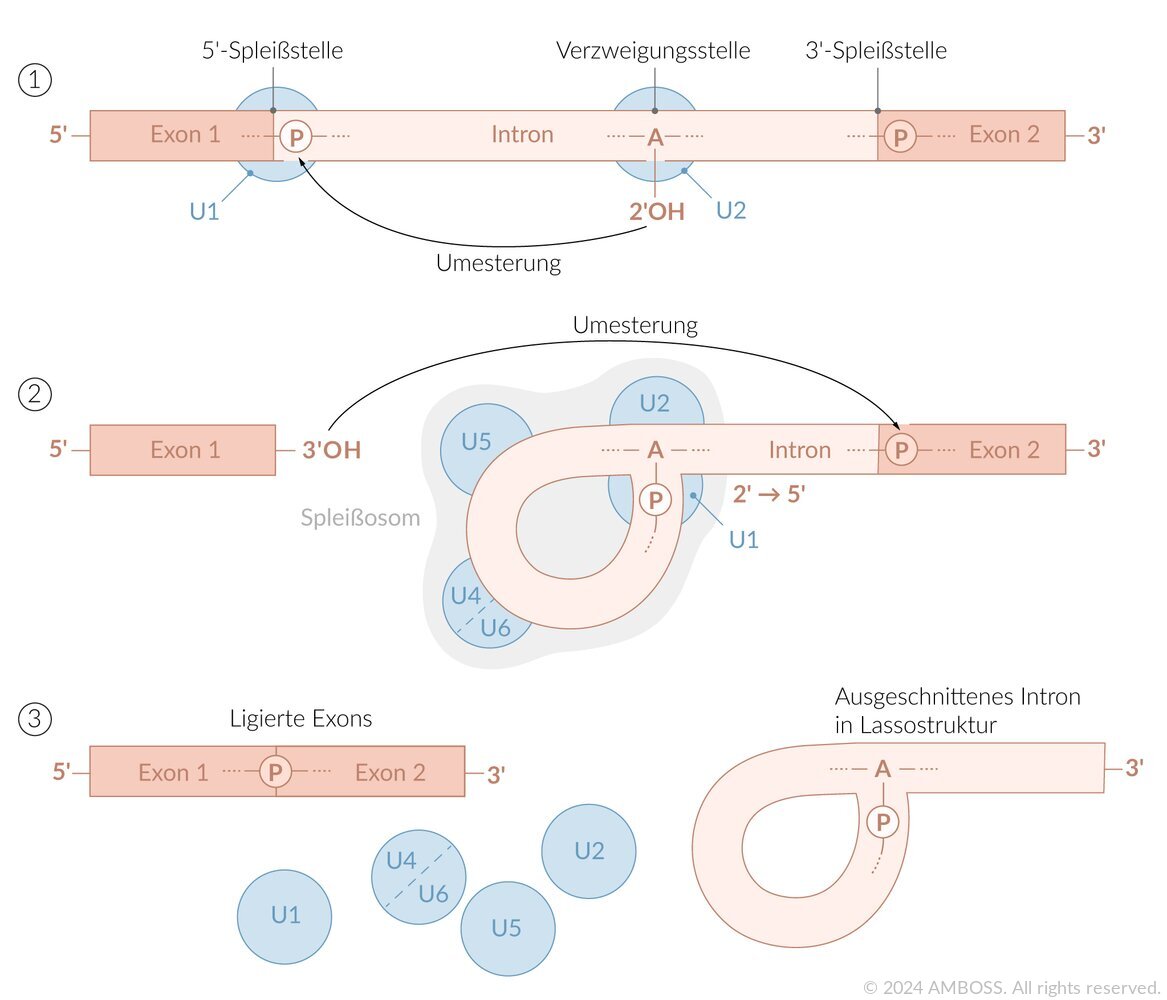 5'-Spleißstelle
Verzweigungsstelle
3'-Spleißstelle
1
5'
Exon 1
P
Intron
A
P
Exon 2
3'
U1
2'OH
U2
Umesterung
Umesterung
2
5'
Exon 1
3'OH
U5
U2
A
Intron
P
Exon 2
3'
P
2' → 5'
Spleißosom
U1
U4
U6
3
Ligierte Exons
Ausgeschnittenes Intron
in Lassostruktur
5'
Exon 1
P
Exon 2
3'
A
3'
P
U4
U6
U2
U1
U5
© 2024 AMBOSS. All rights reserved.